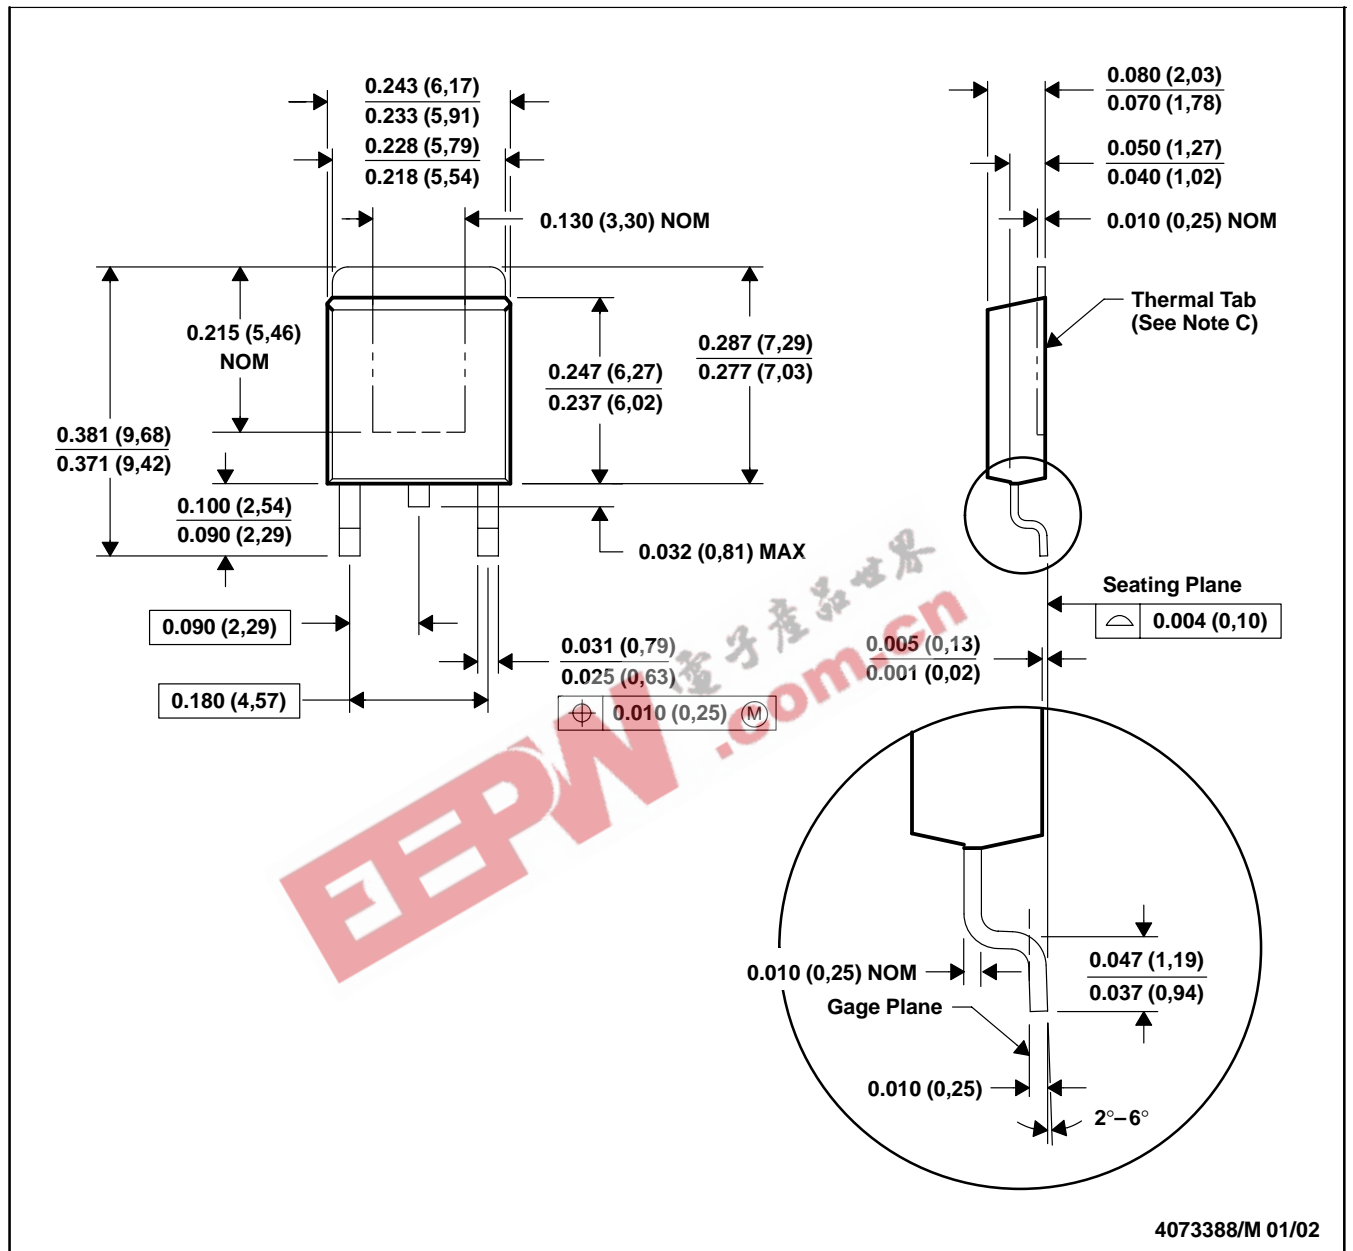 0.243 (6,17)
0.233 (5,91)
0.228 (5,79)
0.218 (5,54)
0.130 (3,30) NOM
0.215 (5,46)
NOM
0.287 (7,29)
0.277 (7,03)
0.247 (6,27)
0.237 (6,02)
0.381 (9,68)
0.371 (9,42)
0.100 (2,54)
0.090 (2,29)
0.032 (0,81) MAX
0.090 (2,29)
0.031 (0,79)
0.025 (0,63)
0.180 (4,57)
0.010 (0,25) M
0.080 (2,03)
0.070 (1,78)
0.050 (1,27)
0.040 (1,02)
0.010 (0,25) NOM
Thermal Tab
(See Note C)
Seating Plane
0.004 (0,10)
0.005 (0,13)
0.001 (0,02)
0.010 (0,25) NOM
0.047 (1,19)
0.037 (0,94)
Gage Plane
0.010 (0,25)
2°–6°
EEPW
電子產品世界
.com.cn
4073388/M 01/02